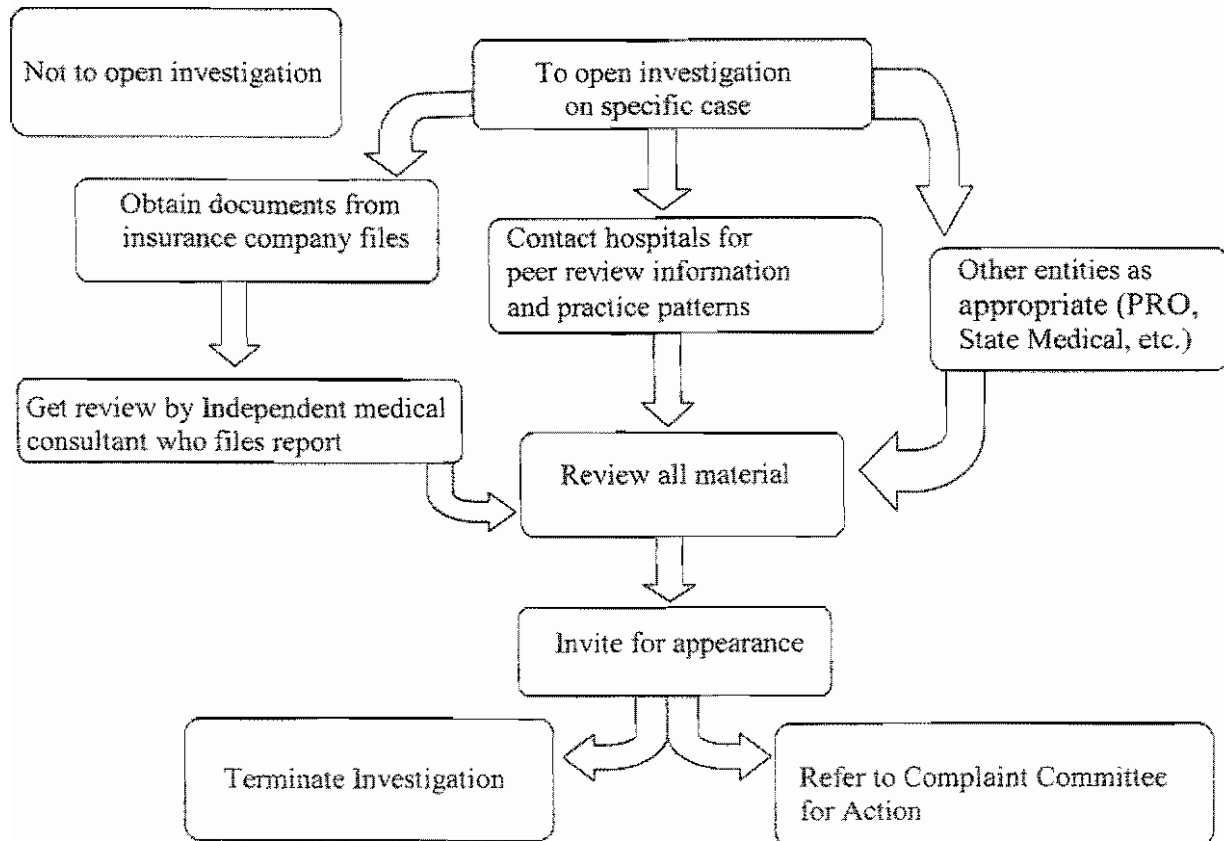 Not to open investigation
To open investigation
on specific case
Obtain documents from
insurance company files
Contact hospitals for
peer review information
and practice patterns
Other entities as
appropriate (PRO,
State Medical, etc.)
Get review by Independent medical
consultant who files report
Review all material
Invite for appearance
Terminate Investigation
Refer to Complaint Committee
for Action